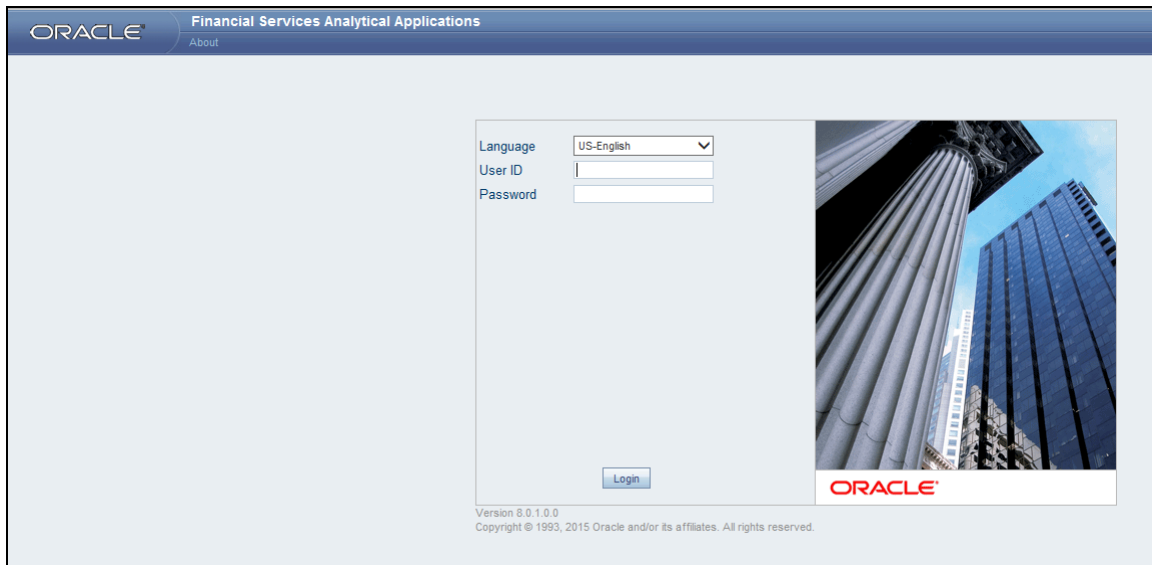 ORACLE®
Financial Services Analytical Applications
About
Language US-English
User ID
Password
Login
ORACLE®
Version 8.0.1.0.0
Copyright © 1993, 2015 Oracle and/or its affiliates. All rights reserved.